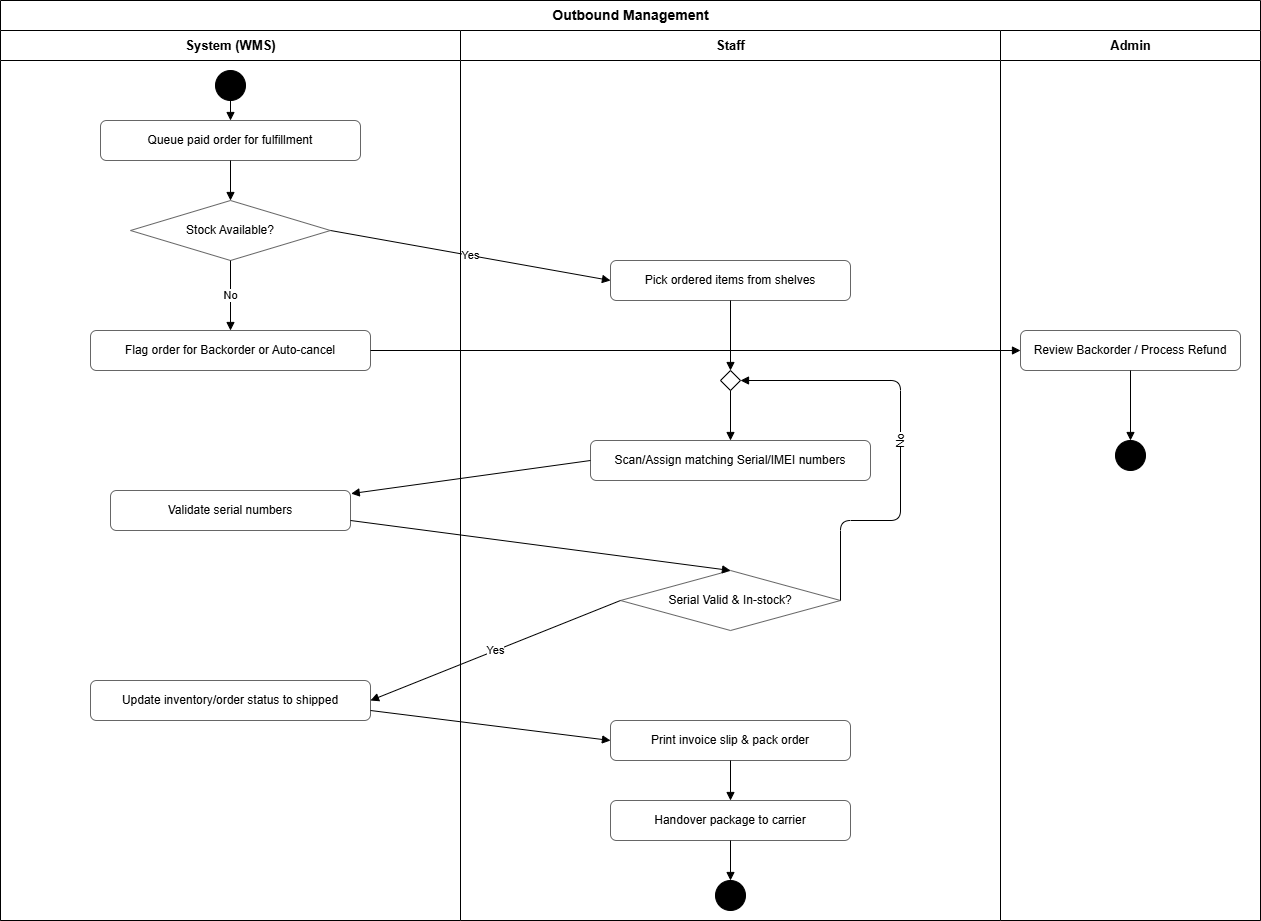 Outbound Management
System (WMS)
Staff
Admin
Queue paid order for fulfillment
Stock Available?
Yes
Pick ordered items from shelves
No
Flag order for Backorder or Auto-cancel
Review Backorder / Process Refund
No
Scan/Assign matching Serial/IMEI numbers
Validate serial numbers
Serial Valid & In-stock?
Yes
Update inventory/order status to shipped
Print invoice slip & pack order
Handover package to carrier